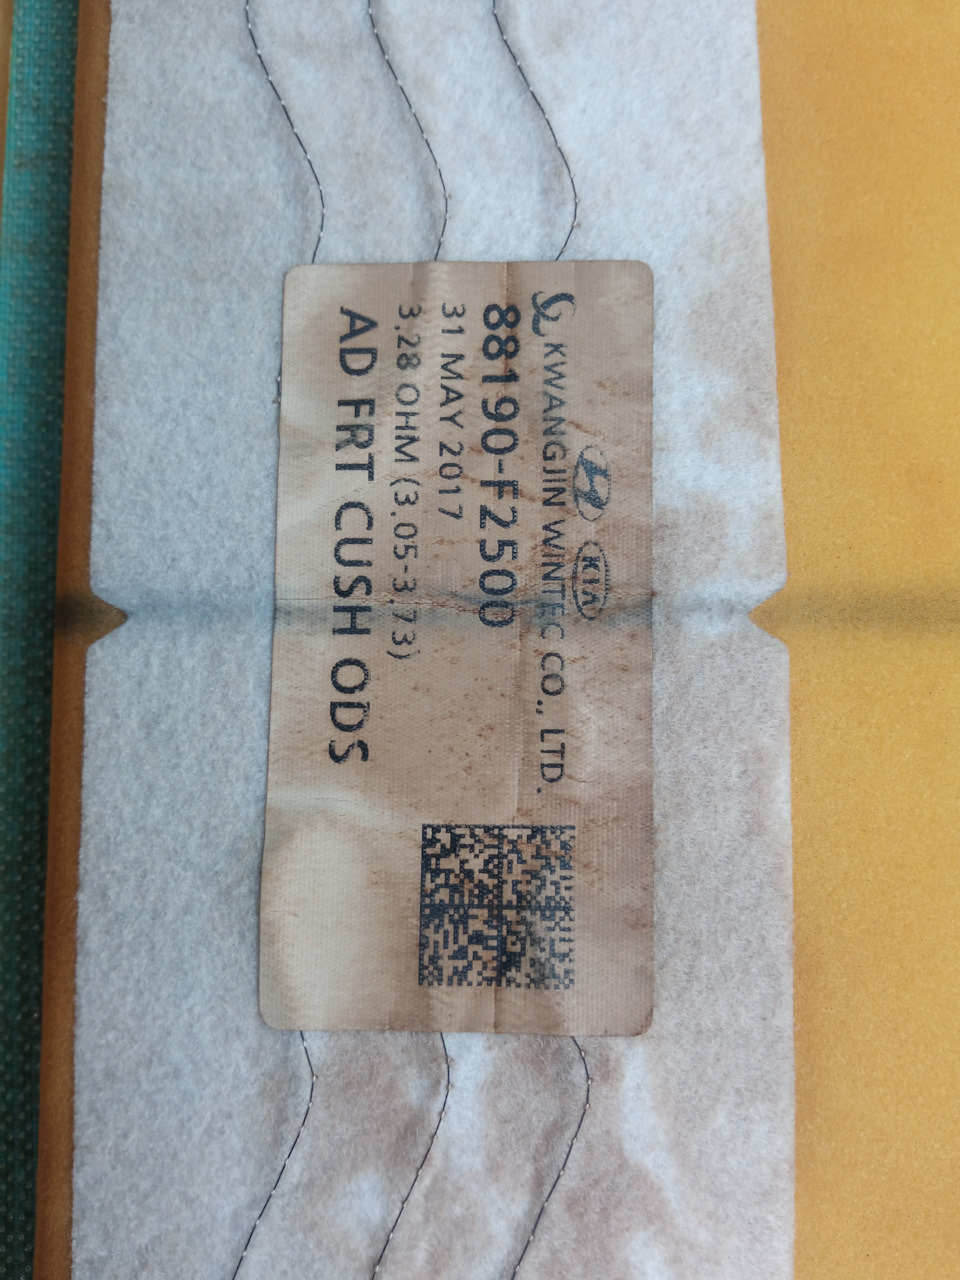 KIA
KWANGJIN WINTEC CO., LTD.
88190-F2500
31 MAY 2017
3.28 OHM (3.05-3.73)
AD FRT CUSH ODS